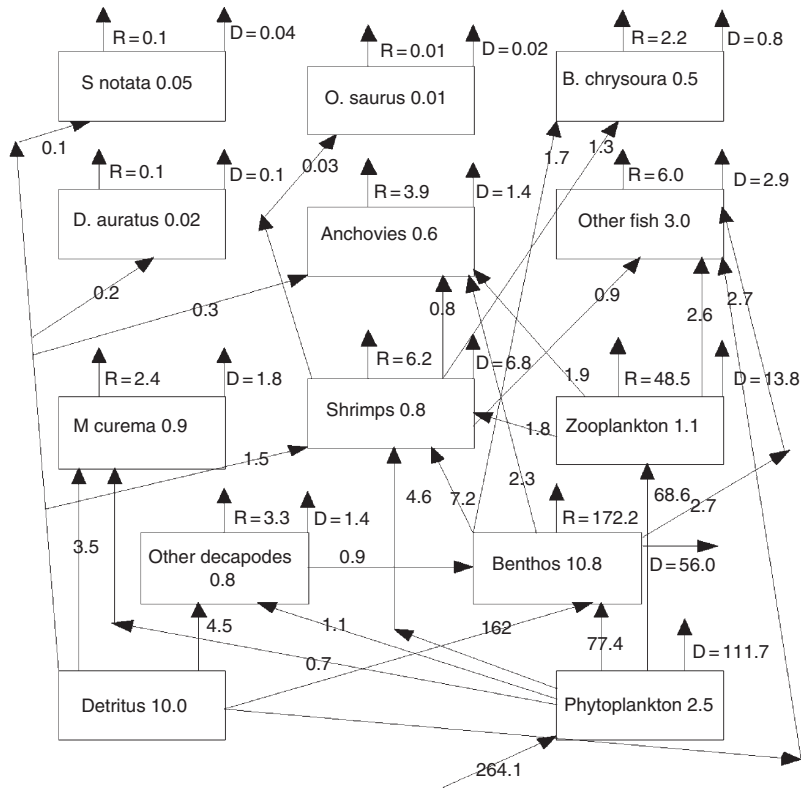 R=0.1
D=0.04
S notata 0.05
R=0.01
D=0.02
O. saurus 0.01
R=2.2
D=0.8
B. chrysoura 0.5
0.1
0.03
1.7
1.3
R=0.1
D=0.1
D. auratus 0.02
R=3.9
D=1.4
Anchovies 0.6
R=6.0
D=2.9
Other fish 3.0
0.2
0.3
0.8
0.9
2.6
2.7
R=2.4
D=1.8
M curema 0.9
R=6.2
D=6.8
Shrimps 0.8
1.9
R=48.5
D=13.8
Zooplankton 1.1
1.8
1.5
4.6
7.2
2.3
68.6
2.7
3.5
R=3.3
D=1.4
Other decapodes
0.8
0.9
R=172.2
Benthos 10.8
D=56.0
4.5
1.1
162
77.4
D=111.7
0.7
Detritus 10.0
Phytoplankton 2.5
264.1